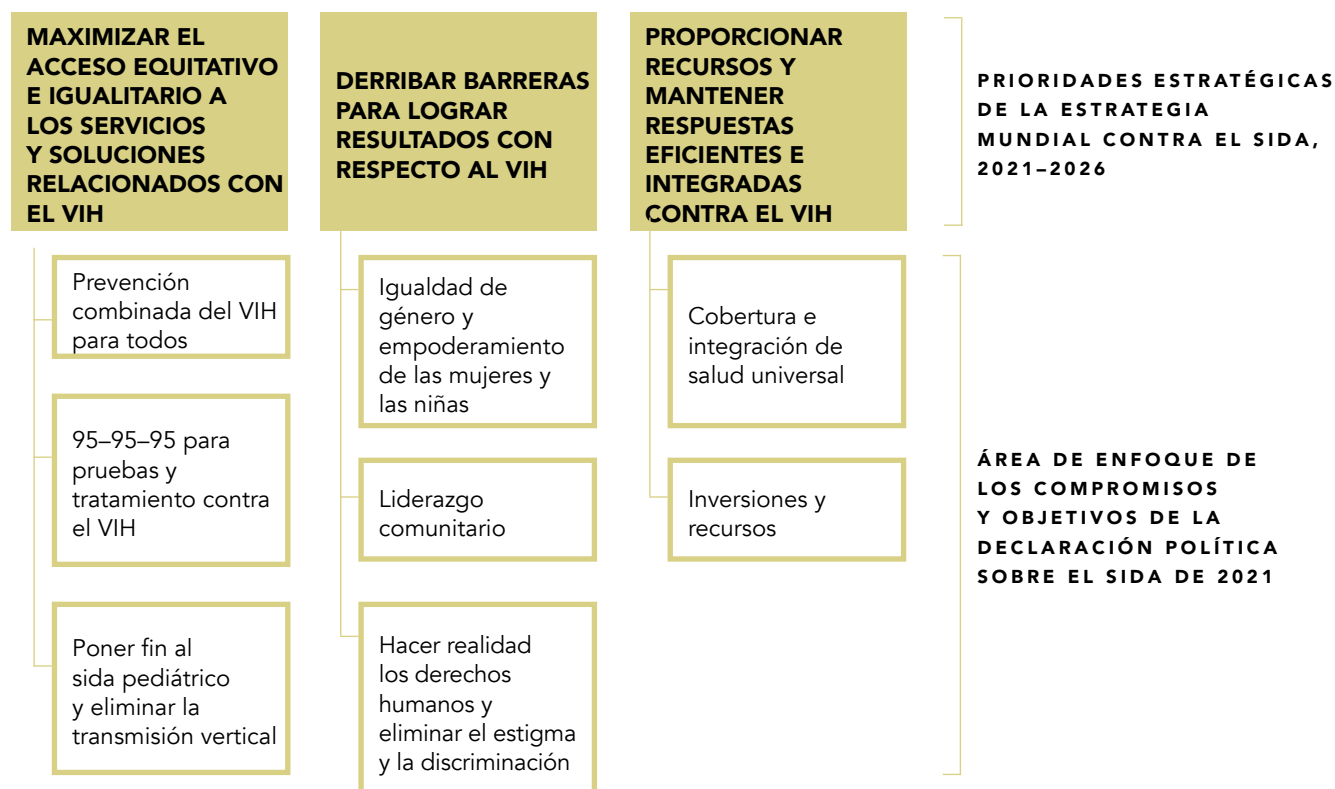 MAXIMIZAR EL
ACCESO EQUITATIVO
E IGUALITARIO A
LOS SERVICIOS
Y SOLUCIONES
RELACIONADOS CON
EL VIH
DERRIBAR BARRERAS
PARA LOGRAR
RESULTADOS CON
RESPECTO AL VIH
PROPORCIONAR
RECURSOS Y
MANTENER
RESPUESTAS
EFICIENTES E
INTEGRADAS
CONTRA EL VIH
PRIORIDADES ESTRATÉGICAS
DE LA ESTRATEGIA
MUNDIAL CONTRA EL SIDA,
2021–2026
Prevención
combinada del VIH
para todos
95–95–95 para
pruebas y
tratamiento contra
el VIH
Poner fin al
sida pediátrico
y eliminar la
transmisión vertical
Igualdad de
género y
empoderamiento
de las mujeres y
las niñas
Liderazgo
comunitario
Hacer realidad
los derechos
humanos y
eliminar el estigma
y la discriminación
Cobertura e
integración de
salud universal
Inversiones y
recursos
ÁREA DE ENFOQUE DE
LOS COMPROMISOS
Y OBJETIVOS DE LA
DECLARACIÓN POLÍTICA
SOBRE EL SIDA DE 2021